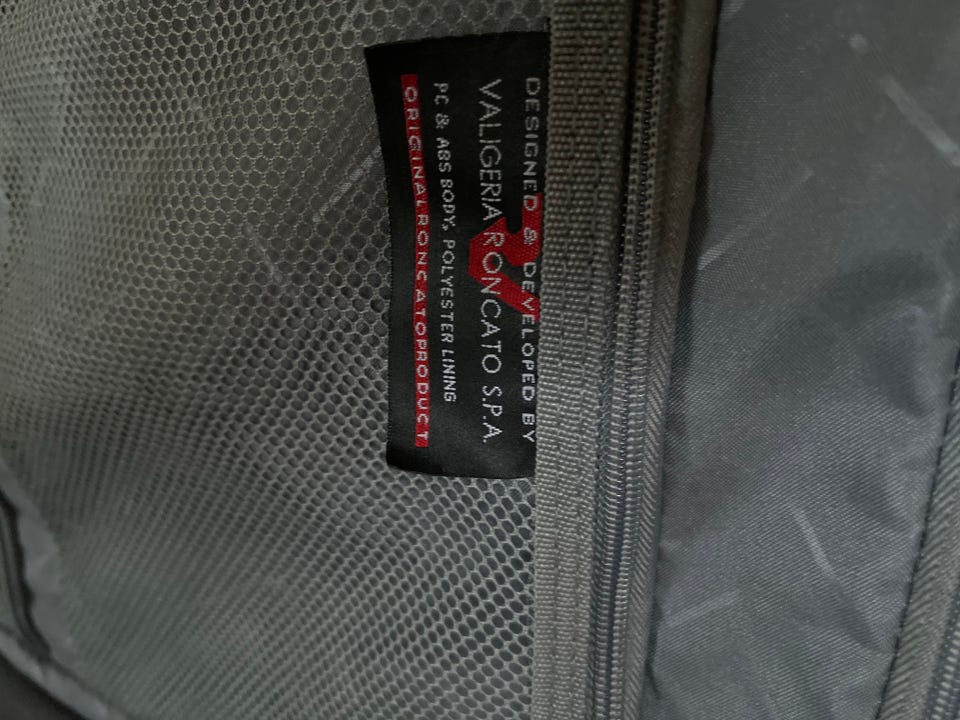 DESIGNED & DEVELOPED BY
VALIGERIA RONCATO S.P.A.
PC & ABS BODY, POLYESTER LINING
ORIGINALRONCATOPRODUCT